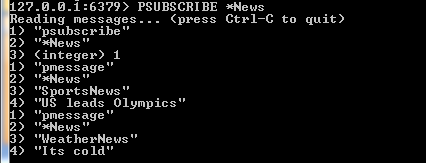 127.0.0.1:6379> PSUBSCRIBE *News
Reading messages... (press Ctrl-C to quit)
1) "psubscribe"
2) "*News"
3) (integer) 1
1) "pmessage"
2) "*News"
3) "SportsNews"
4) "US leads Olympics"
1) "pmessage"
2) "*News"
3) "WeatherNews"
4) "Its cold"